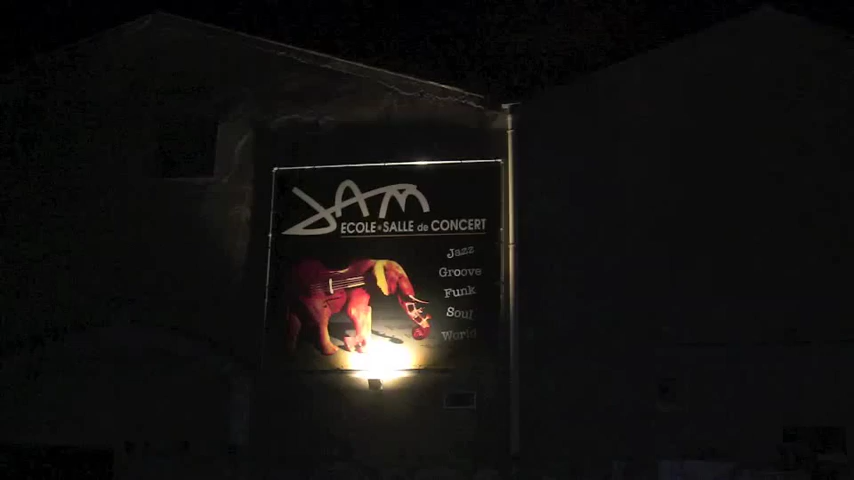 JAM
ECOLE • SALLE de CONCERT
Jazz
Groove
Funk
Soul
World